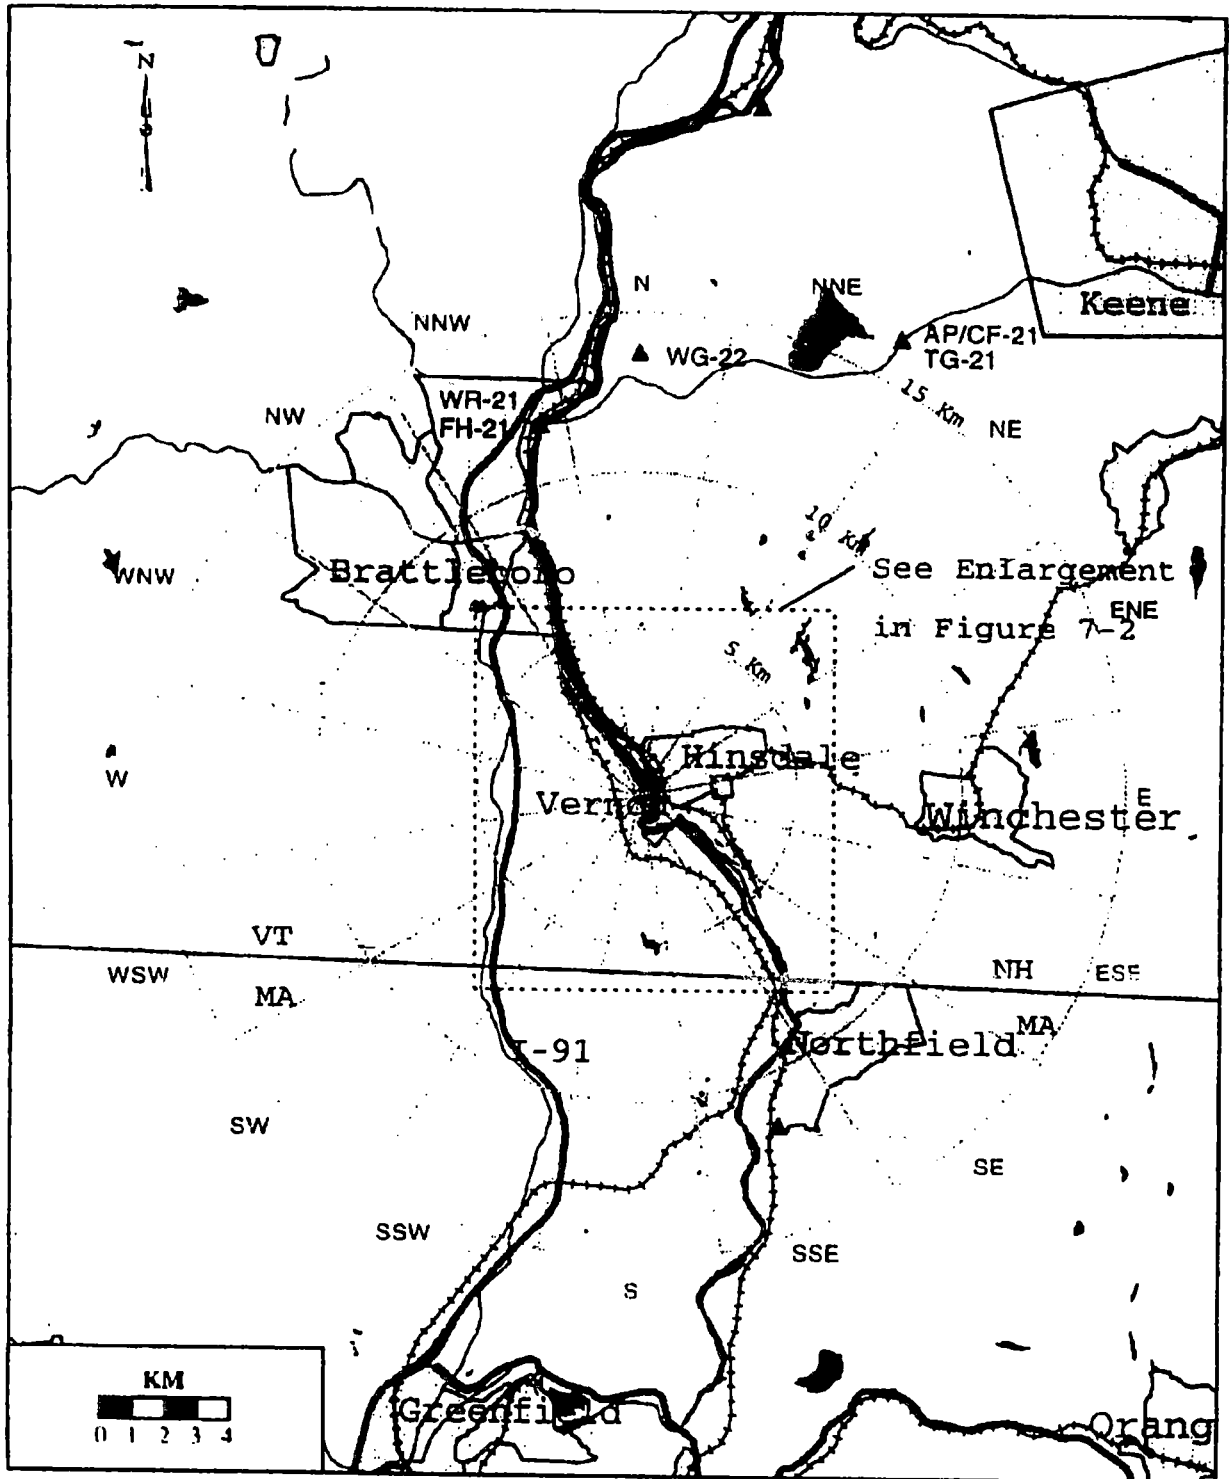 N
N
NNE
Keene
NNW
AP/CF-21
TG-21
WG-22
15 Km
WR-21
FH-21
NW
NE
10 Km
WNW
Brattleboro
See Enlargement
ENE
in Figure 7-2
5 Km
Hinsdale
W
E
Vernon
Winchester
VT
WSW
NH
ESE
MA
MA
I-91
Northfield
SW
SE
SSW
SSE
S
KM
0 1 2 3 4
Greenfield
Orang